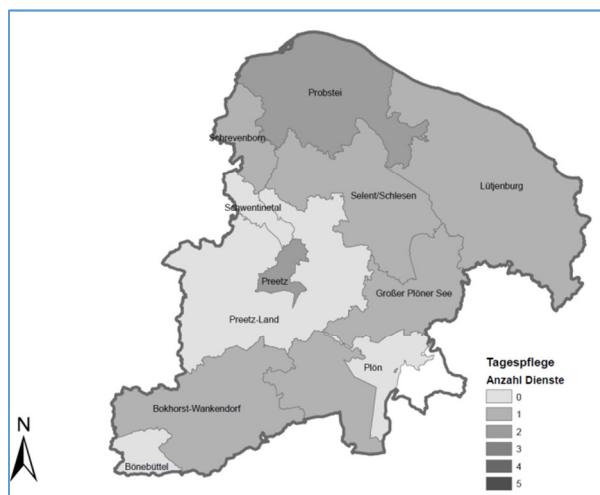 Probstei
Schrevenborn
Lütjenburg
Selent/Schlesen
Schwentinetal
Preetz
Großer Plöner See
Preetz-Land
Plön
Bokhorst-Wankendorf
Bönebüttel
N
Tagespflege
Anzahl Dienste
0
1
2
3
4
5